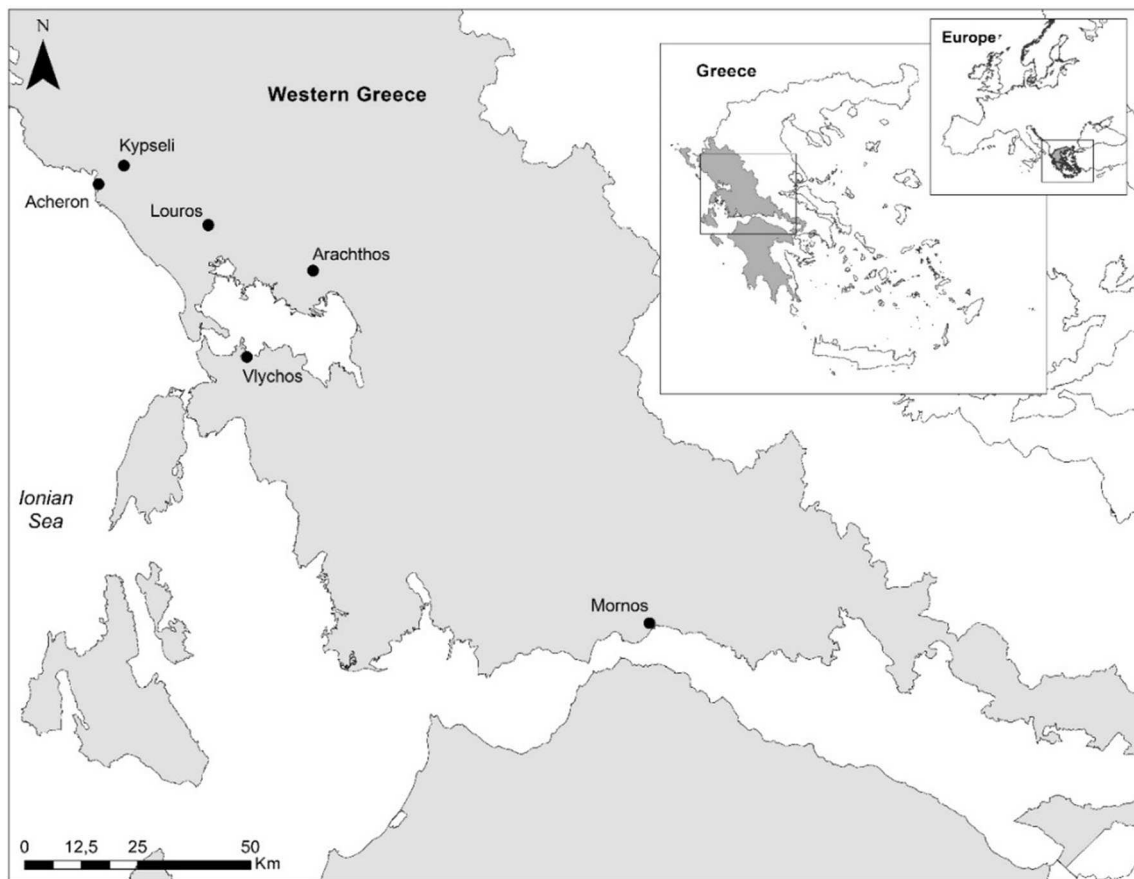 N
Europe
Greece
Western Greece
Kypseli
Acheron
Louros
Arachthos
Vlychos
Ionian
Sea
Mornos
0 12,5 25 50
Km